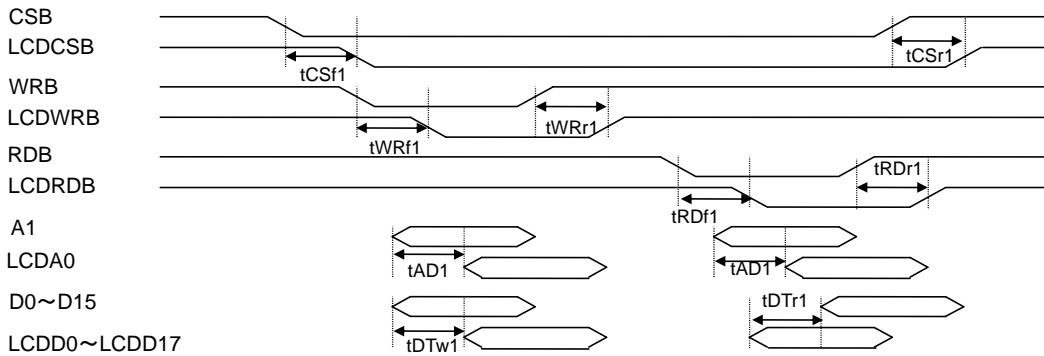 CSB
LCDCSB
tCSf1
tCSr1
WRB
LCDWRB
tWRf1
tWRr1
RDB
LCDRDB
tRDf1
tRDr1
A1
LCDA0
tAD1
tAD1
D0～D15
tDTr1
LCDD0～LCDD17
tDTw1